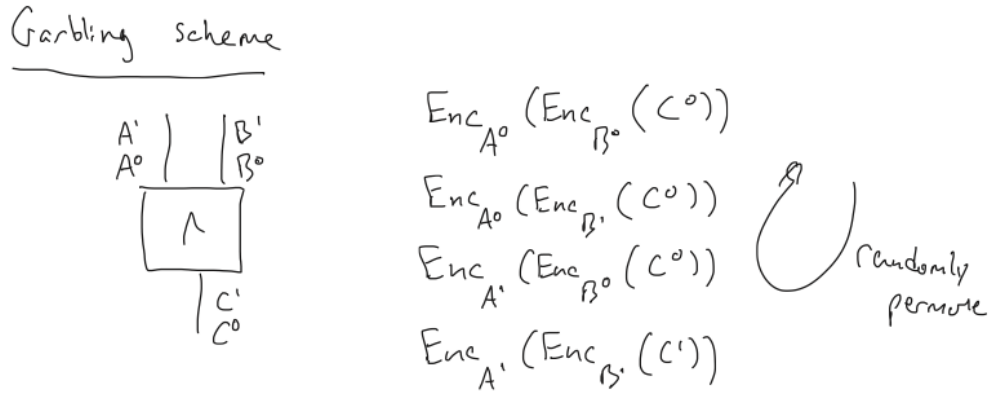 Garbling scheme
A¹ B¹
A⁰ B⁰
∧
C¹
C⁰
Enc_A⁰ (Enc_B⁰ (C⁰))
Enc_A⁰ (Enc_B¹ (C⁰))
Enc_A¹ (Enc_B⁰ (C⁰))
Enc_A¹ (Enc_B¹ (C¹))
randomly
permute